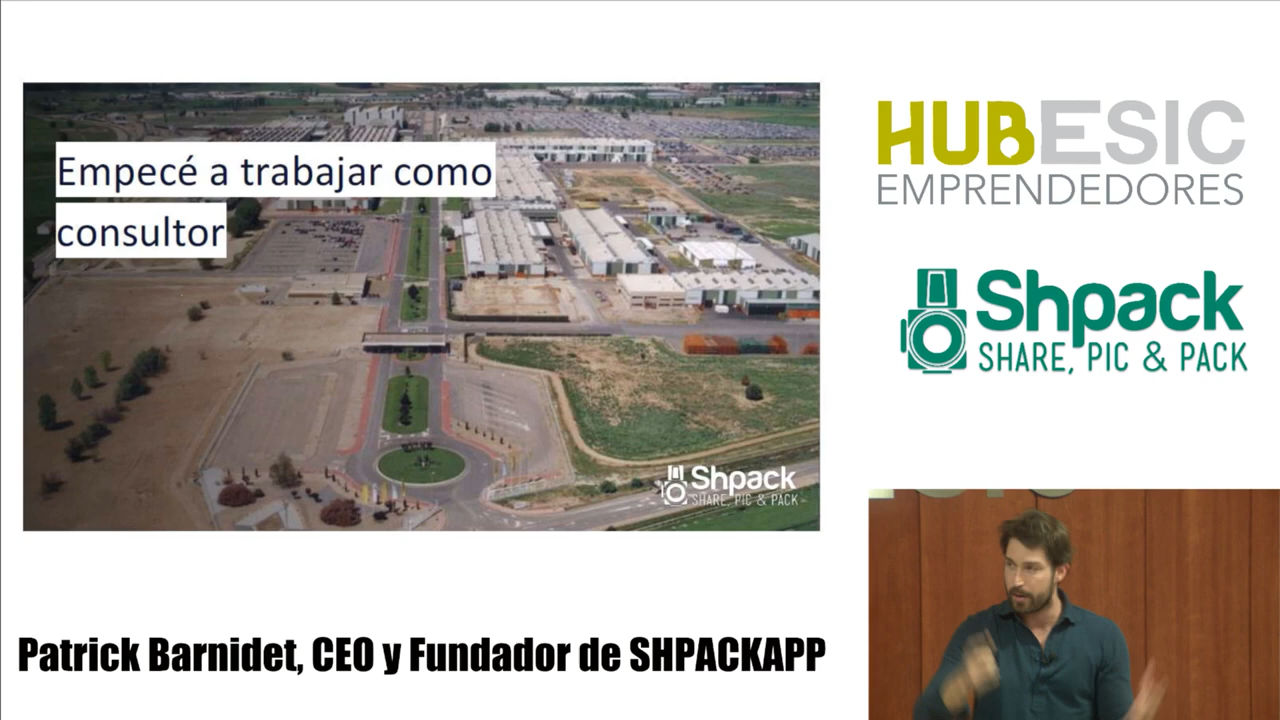 Empecé a trabajar como
consultor
Shpack
SHARE, PIC & PACK
HUBESIC
EMPRENDEDORES
Shpack
SHARE, PIC & PACK
Patrick Barnidet, CEO y Fundador de SHPACKAPP